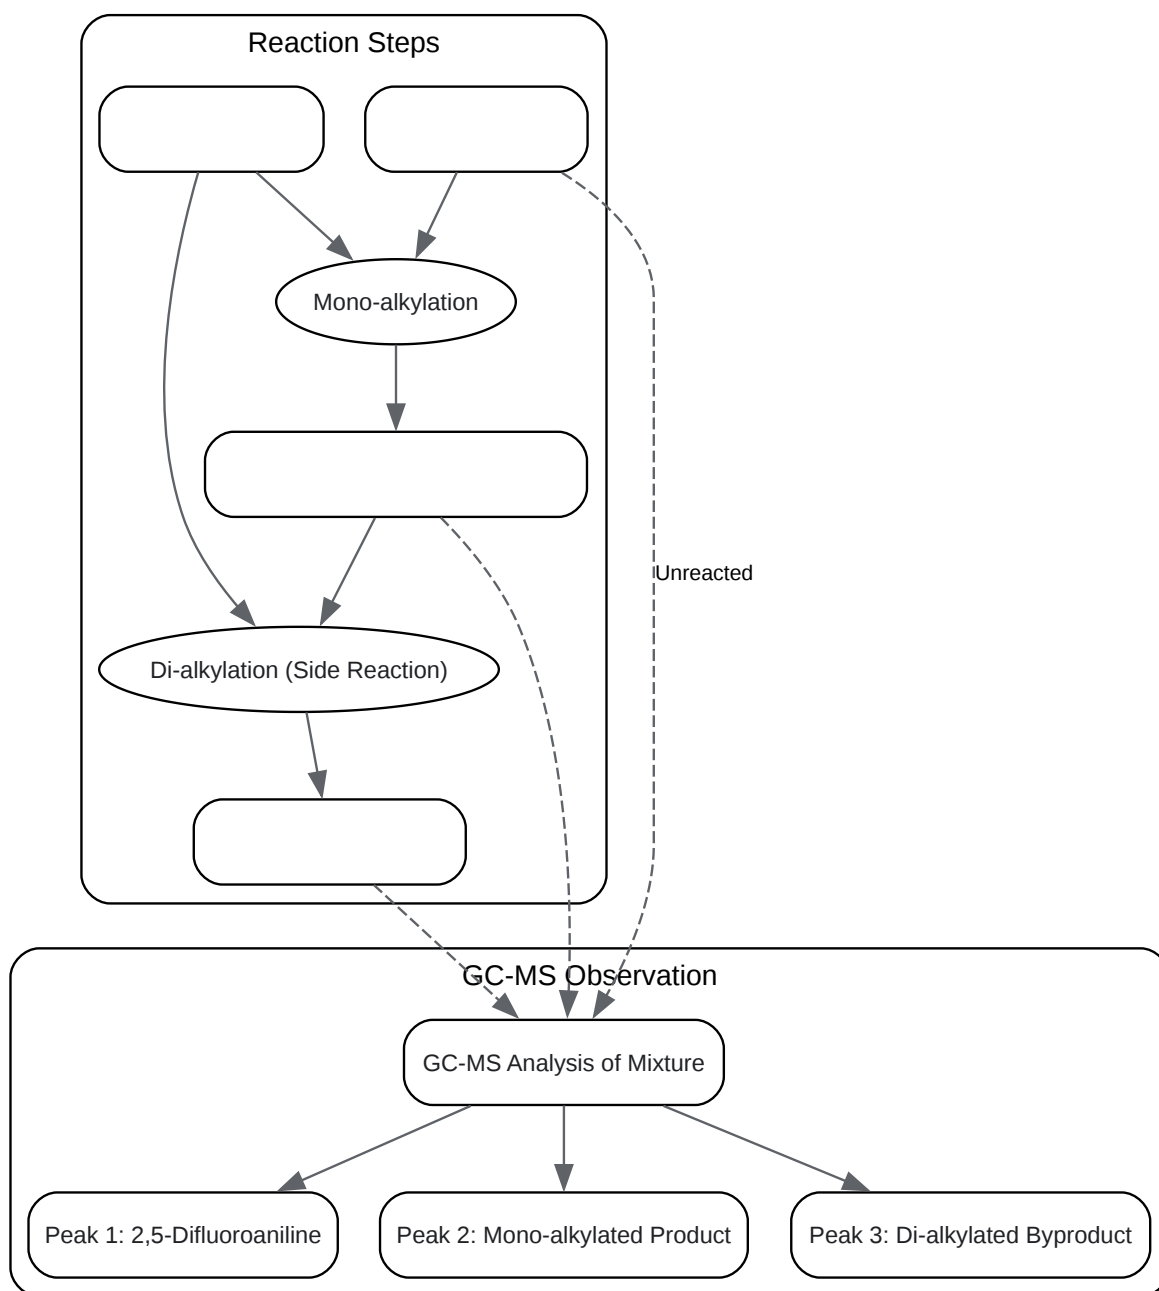 Reaction Steps
Mono-alkylation
Unreacted
Di-alkylation (Side Reaction)
GC-MS Observation
GC-MS Analysis of Mixture
Peak 1: 2,5-Difluoroaniline
Peak 2: Mono-alkylated Product
Peak 3: Di-alkylated Byproduct